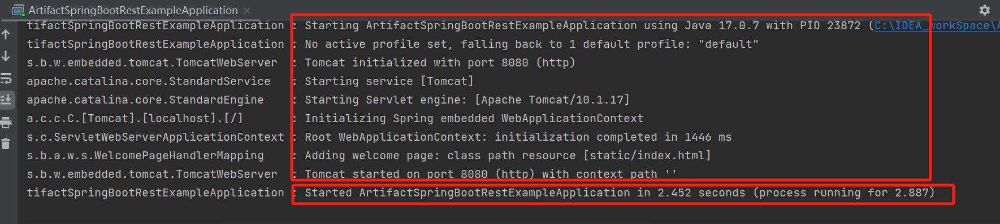 ArtifactSpringBootRestExampleApplication
tifactSpringBootRestExampleApplication : Starting ArtifactSpringBootRestExampleApplication using Java 17.0.7 with PID 23872 (C:\IDEA_workSpace\A
tifactSpringBootRestExampleApplication : No active profile set, falling back to 1 default profile: "default"
s.b.w.embedded.tomcat.TomcatWebServer : Tomcat initialized with port 8080 (http)
apache.catalina.core.StandardService : Starting service [Tomcat]
apache.catalina.core.StandardEngine : Starting Servlet engine: [Apache Tomcat/10.1.17]
a.c.c.C.[Tomcat].[localhost].[/] : Initializing Spring embedded WebApplicationContext
s.c.ServletWebServerApplicationContext : Root WebApplicationContext: initialization completed in 1446 ms
s.b.a.w.s.WelcomePageHandlerMapping : Adding welcome page: class path resource [static/index.html]
s.b.w.embedded.tomcat.TomcatWebServer : Tomcat started on port 8080 (http) with context path ''
tifactSpringBootRestExampleApplication : Started ArtifactSpringBootRestExampleApplication in 2.452 seconds (process running for 2.887)